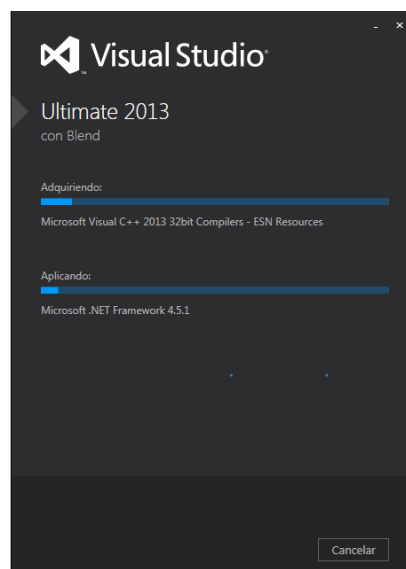 Visual Studio
Ultimate 2013
con Blend
Adquiriendo:
Microsoft Visual C++ 2013 32bit Compilers - ESN Resources
Aplicando:
Microsoft .NET Framework 4.5.1
Cancelar